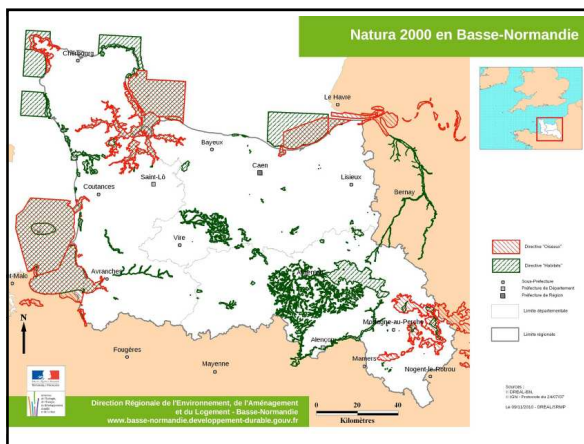 Natura 2000 en Basse-Normandie
Cherbourg
Le Havre
Bayeux
Caen
Saint-Lô
Lisieux
Coutances
Bernay
Vire
Avranches
Mortagne-au-Perche
Alençon
Mamers
Nogent-le-Rotrou
Fougères
Mayenne
N
Directive "Oiseaux"
Directive "Habitats"
Sous-Préfecture
Préfecture de Département
Préfecture de Région
Limite départementale
Limite régionale
Direction Régionale de l'Environnement, de l'Aménagement
et du Logement - Basse-Normandie
www.basse-normandie.developpement-durable.gouv.fr
0 20 40
Kilomètres
Sources :